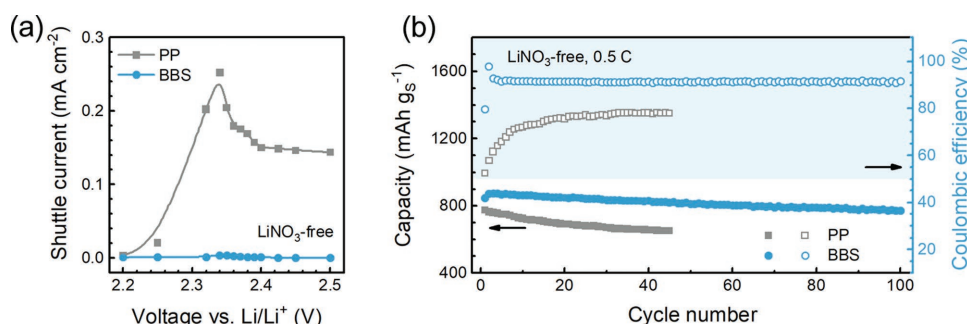 (a)
0.3
0.2
0.1
0.0
Shuttle current (mA cm⁻²)
PP
BBS
LiNO₃-free
2.2 2.3 2.4 2.5
Voltage vs. Li/Li⁺ (V)
(b)
1600
1200
800
400
Capacity (mAh gₛ⁻¹)
LiNO₃-free, 0.5 C
PP
BBS
0 20 40 60 80 100
Cycle number
100
80
60
40
20
Coulombic efficiency (%)